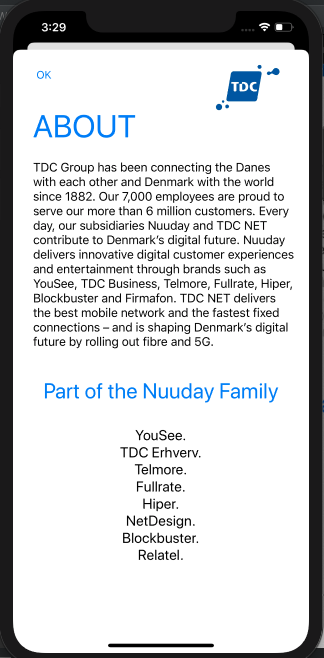 3:29
OK
TDC
ABOUT
TDC Group has been connecting the Danes
with each other and Denmark with the world
since 1882. Our 7,000 employees are proud to
serve our more than 6 million customers. Every
day, our subsidiaries Nuuday and TDC NET
contribute to Denmark's digital future. Nuuday
delivers innovative digital customer experiences
and entertainment through brands such as
YouSee, TDC Business, Telmore, Fullrate, Hiper,
Blockbuster and Firmafon. TDC NET delivers
the best mobile network and the fastest fixed
connections – and is shaping Denmark's digital
future by rolling out fibre and 5G.
Part of the Nuuday Family
YouSee.
TDC Erhverv.
Telmore.
Fullrate.
Hiper.
NetDesign.
Blockbuster.
Relatel.